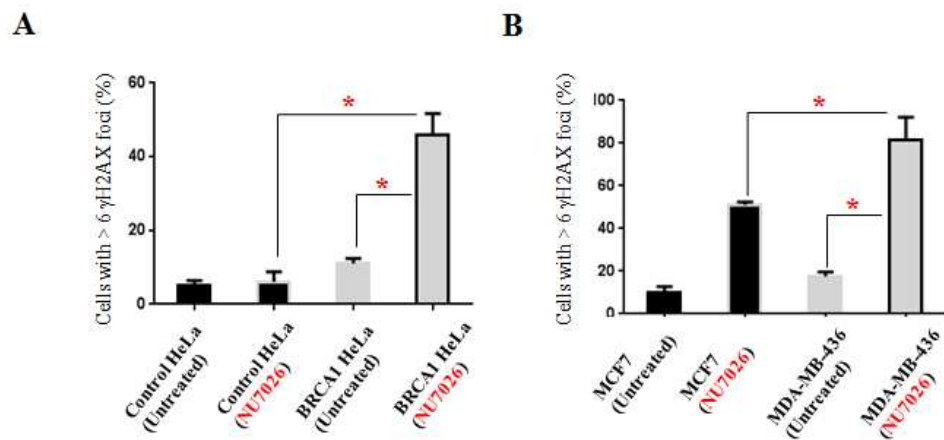 A
Cells with > 6 γH2AX foci (%)
60
40
20
0
*
*
Control HeLa
(Untreated)
Control HeLa
(NU7026)
BRCA1 HeLa
(Untreated)
BRCA1 HeLa
(NU7026)
B
Cells with > 6 γH2AX foci (%)
100
80
60
40
20
0
*
*
MCF7
(Untreated)
MCF7
(NU7026)
MDA-MB-436
(Untreated)
MDA-MB-436
(NU7026)